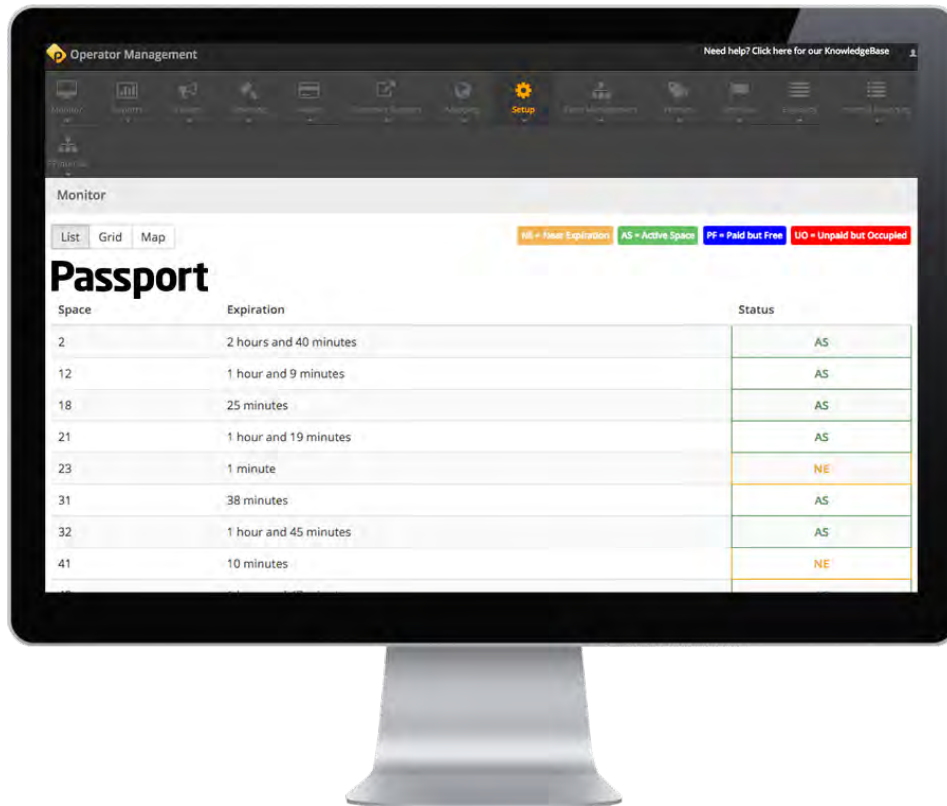 Operator Management
Need help? Click here for our KnowledgeBase
Setup
Monitor
List Grid Map
NE = Near Expiration AS = Active Space PF = Paid but Free UO = Unpaid but Occupied
Passport
Space Expiration Status
2 2 hours and 40 minutes AS
12 1 hour and 9 minutes AS
18 25 minutes AS
21 1 hour and 19 minutes AS
23 1 minute NE
31 38 minutes AS
32 1 hour and 45 minutes AS
41 10 minutes NE